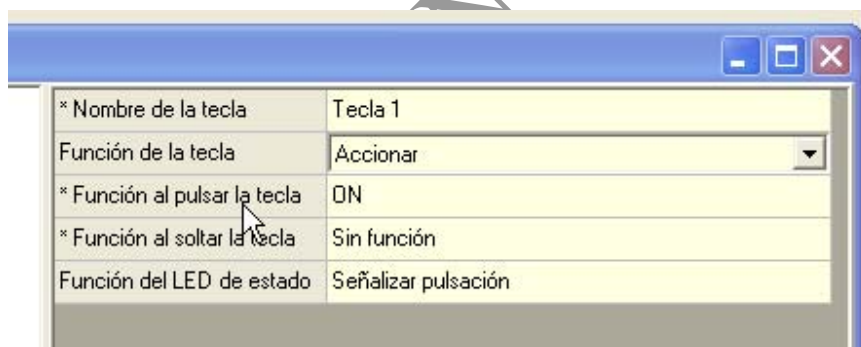 * Nombre de la tecla Tecla 1
Función de la tecla Accionar
* Función al pulsar la tecla ON
* Función al soltar la tecla Sin función
Función del LED de estado Señalizar pulsación